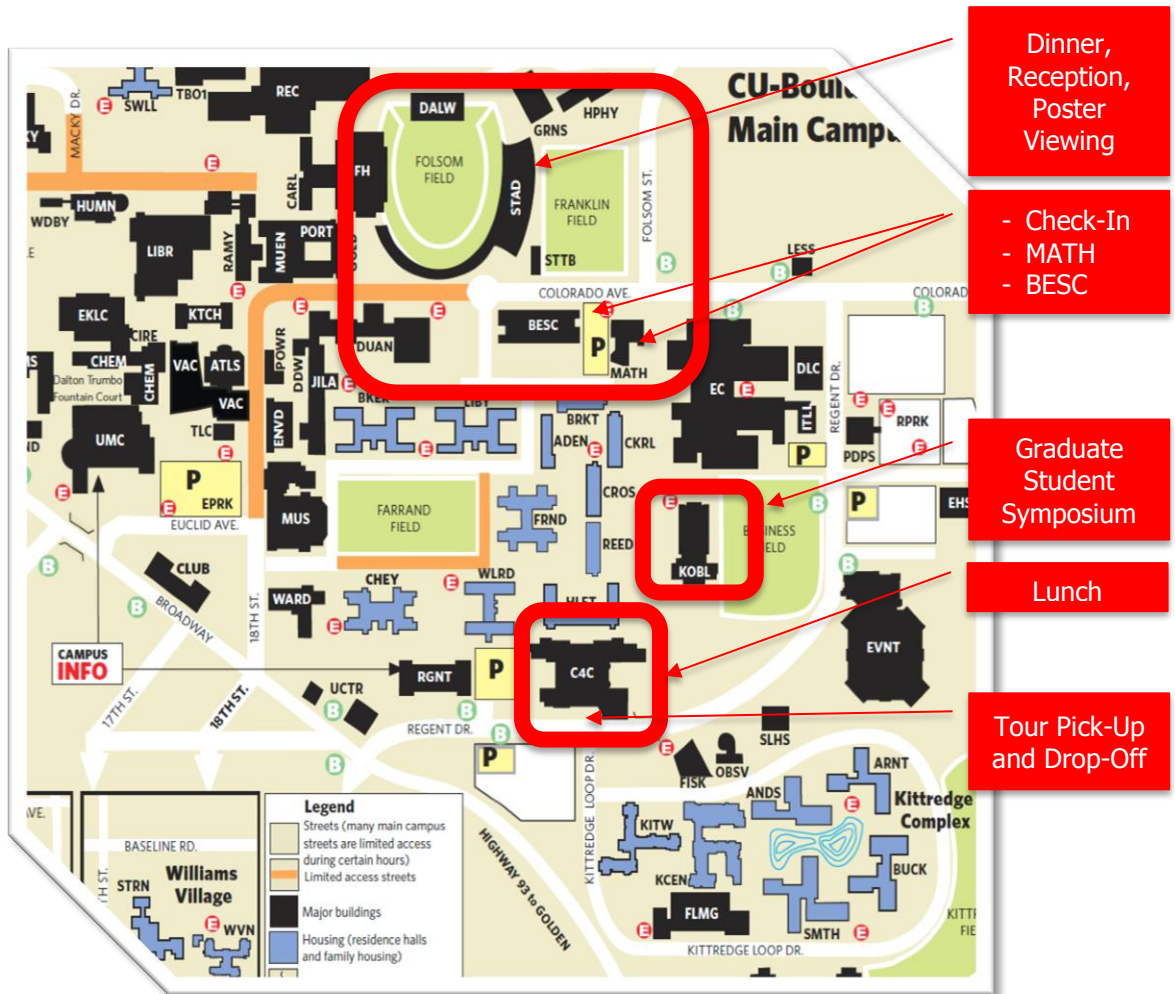 Dinner,
Reception,
Poster
Viewing
- Check-In
- MATH
- BESC
Graduate
Student
Symposium
Lunch
Tour Pick-Up
and Drop-Off
Main Camp
MACKY DR.
SWLL
TB01
REC
DALW
GRNS
HPHY
FOLSOM
FIELD
FH
CARL
STAD
FRANKLIN
FIELD
FOLSOM ST.
HUMN
WDBY
LIBR
RAMY
MUEN
PORT
STTB
LESS
COLORADO AVE.
EKLC
KTCH
CIRE
CHEM
CHEM
Dalton Trumbo
Fountain Court
VAC
ATLS
VAC
TLC
UMC
POWR
DDW
JILA
ENVD
DUAN
BESC
P
MATH
EC
DLC
ITLL
REGENT DR.
RPRK
PDPS
BKER
LIBY
BRKT
ADEN
CKRL
CROS
REED
FRND
P
P
EPRK
EUCLID AVE.
MUS
FARRAND
FIELD
KOBL
P
EHS
CLUB
BROADWAY
18TH ST.
WARD
CHEY
WLRD
HLET
C4C
EVNT
CAMPUS
INFO
RGNT
P
UCTR
REGENT DR.
17TH ST.
18TH ST.
P
KITTREDGE LOOP DR.
HIGHWAY 93 to GOLDEN
FISK
OBSV
SLHS
ANDS
ARNT
Kittredge
Complex
KITW
KCEN
BUCK
FLMG
SMTH
KITTREDGE LOOP DR.
BASELINE RD.
Williams
Village
STRN
WVN
Legend
Streets (many main campus
streets are limited access
during certain hours)
Limited access streets
Major buildings
Housing (residence halls
and family housing)
E
B